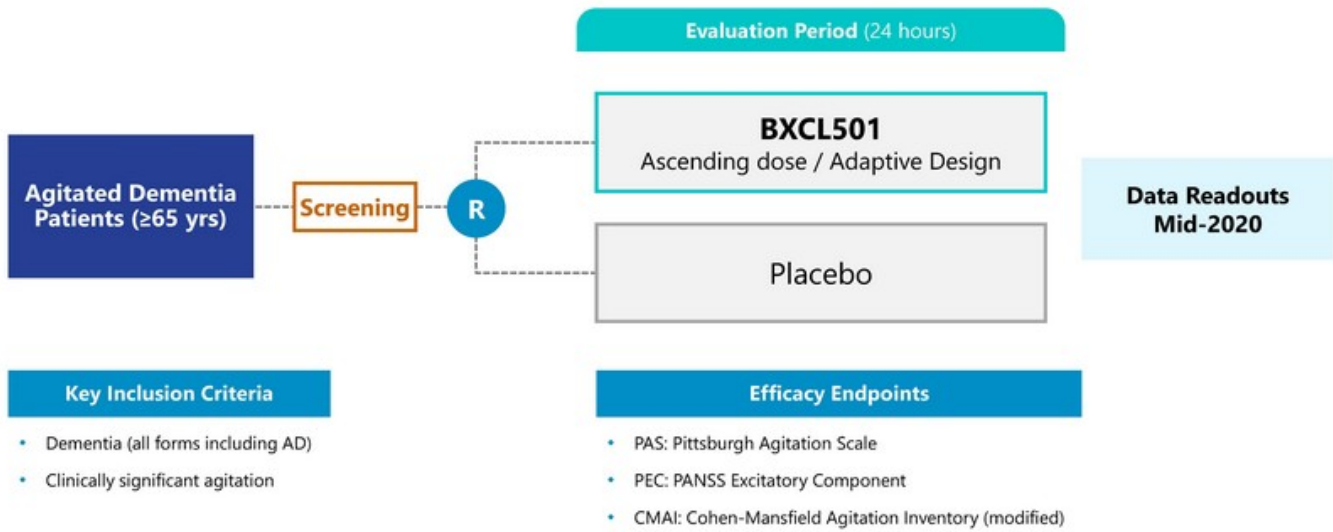 Evaluation Period (24 hours)
BXCL501
Ascending dose / Adaptive Design
Agitated Dementia
Patients (≥65 yrs)
Screening
R
Placebo
Data Readouts
Mid-2020
Key Inclusion Criteria
• Dementia (all forms including AD)
• Clinically significant agitation
Efficacy Endpoints
• PAS: Pittsburgh Agitation Scale
• PEC: PANSS Excitatory Component
• CMAI: Cohen-Mansfield Agitation Inventory (modified)